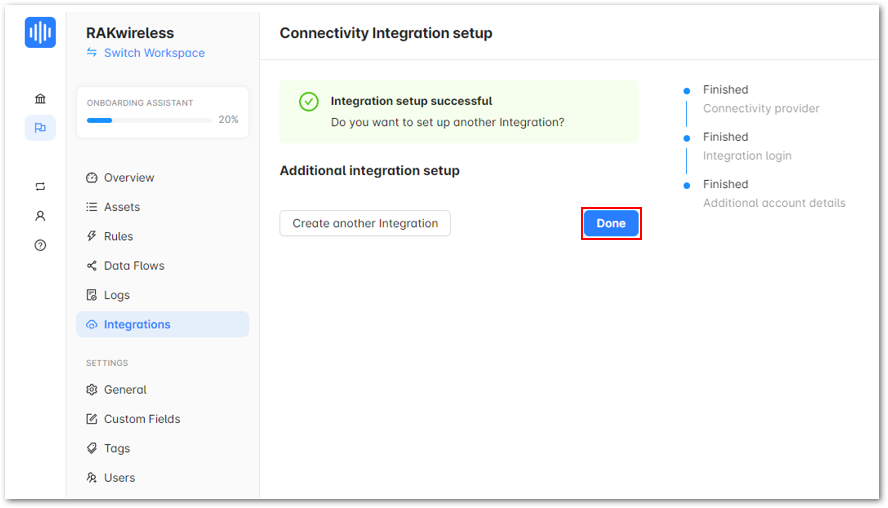 RAKwireless
Switch Workspace
ONBOARDING ASSISTANT
20%
Overview
Assets
Rules
Data Flows
Logs
Integrations
SETTINGS
General
Custom Fields
Tags
Users
Connectivity Integration setup
Integration setup successful
Do you want to set up another Integration?
Additional integration setup
Create another Integration
Done
Finished
Connectivity provider
Finished
Integration login
Finished
Additional account details